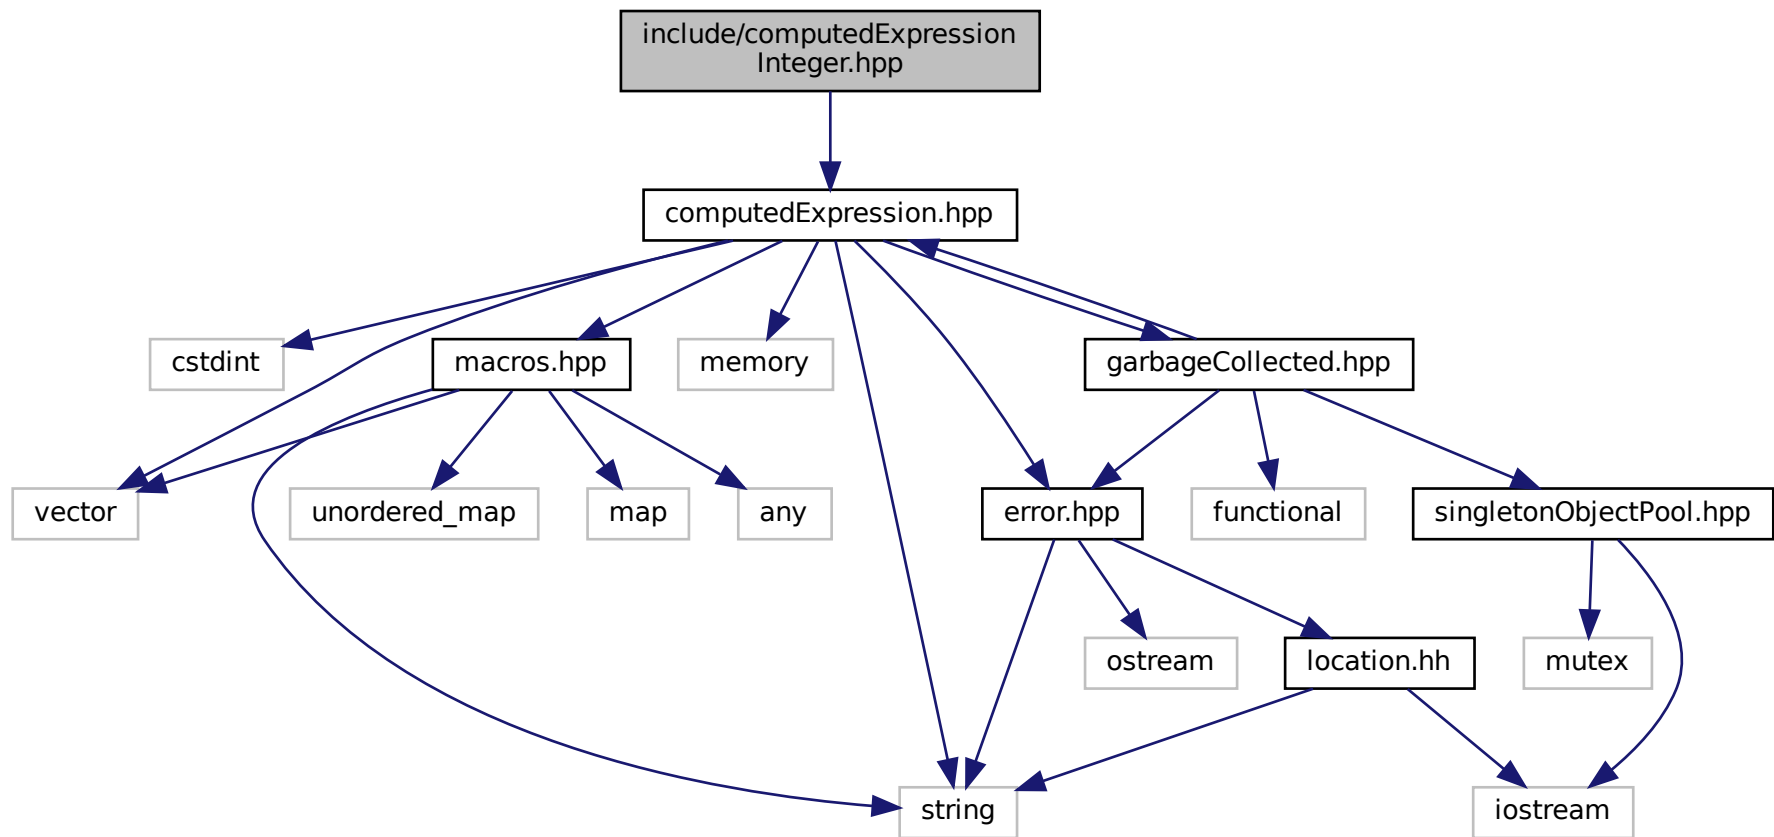 include/computedExpression
Integer.hpp
computedExpression.hpp
cstdint
macros.hpp
memory
garbageCollected.hpp
vector
unordered_map
map
any
error.hpp
functional
singletonObjectPool.hpp
ostream
location.hh
mutex
string
iostream